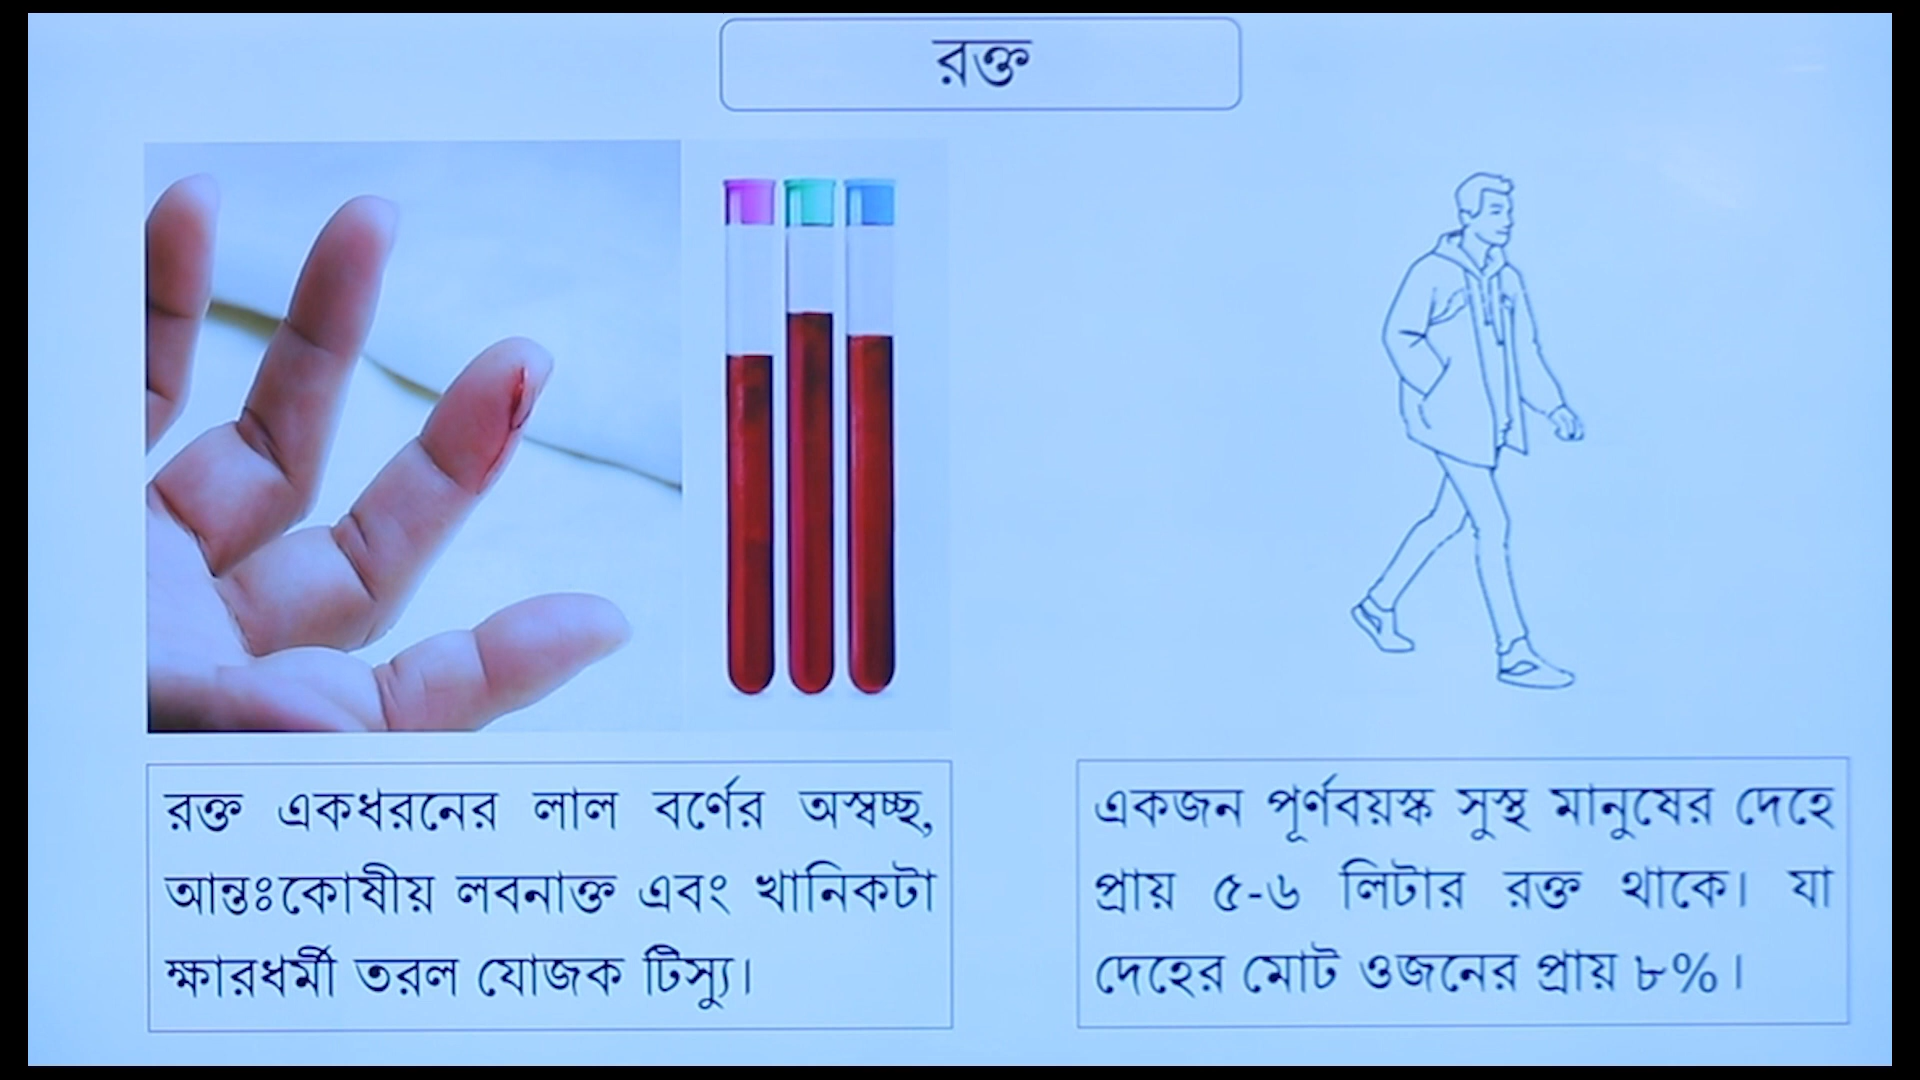 রক্ত
রক্ত একধরনের লাল বর্ণের অস্বচ্ছ,
আন্তঃকোষীয় লবনাক্ত এবং খানিকটা
ক্ষারধর্মী তরল যোজক টিস্যু।
একজন পূর্ণবয়স্ক সুস্থ মানুষের দেহে
প্রায় ৫-৬ লিটার রক্ত থাকে। যা
দেহের মোট ওজনের প্রায় ৮%।